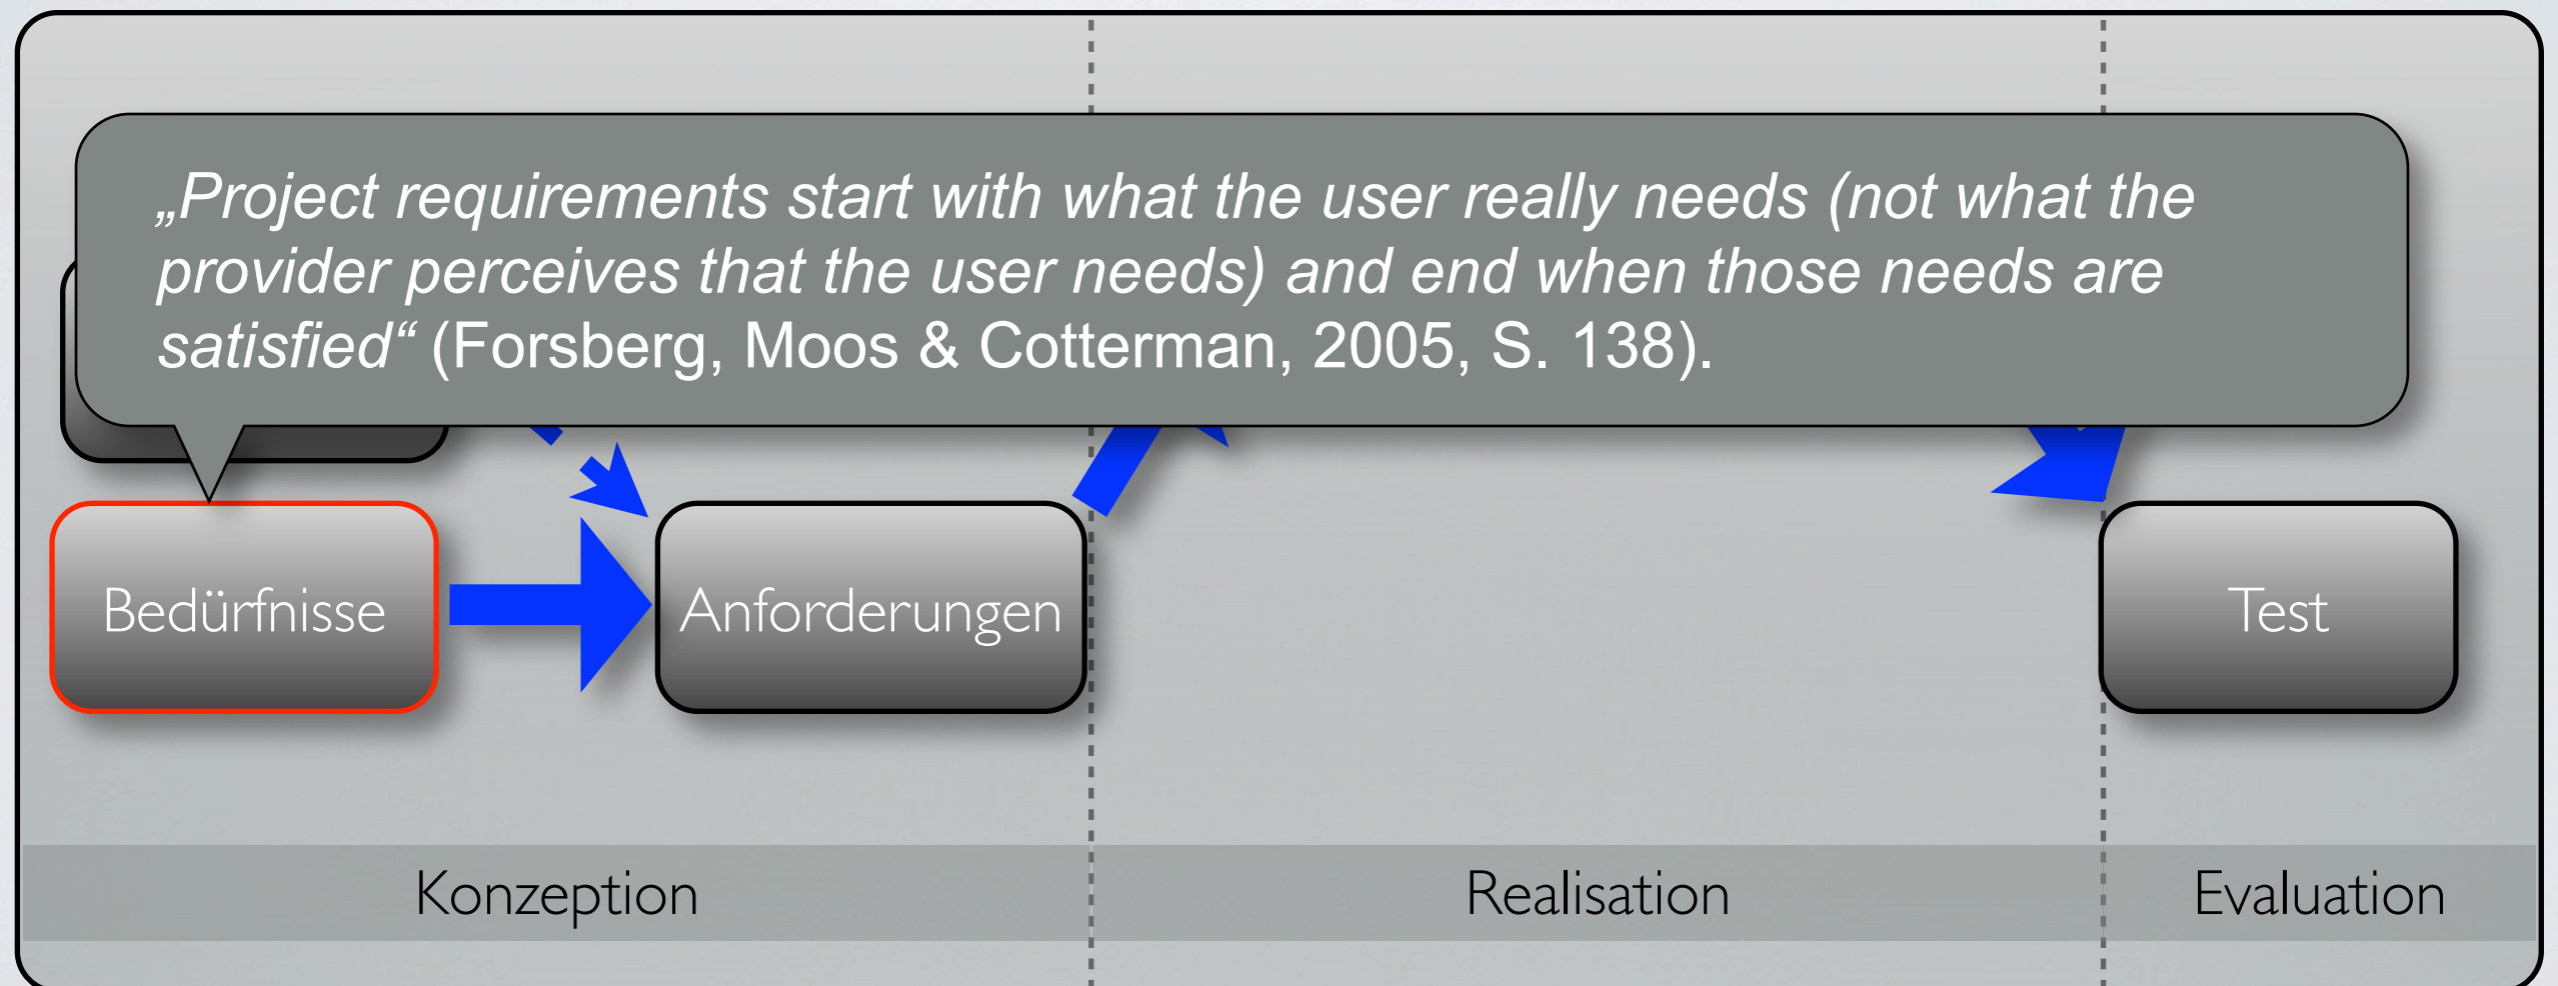 „Project requirements start with what the user really needs (not what the
provider perceives that the user needs) and end when those needs are
satisfied“ (Forsberg, Moos & Cotterman, 2005, S. 138).
Bedürfnisse
Anforderungen
Test
Konzeption
Realisation
Evaluation